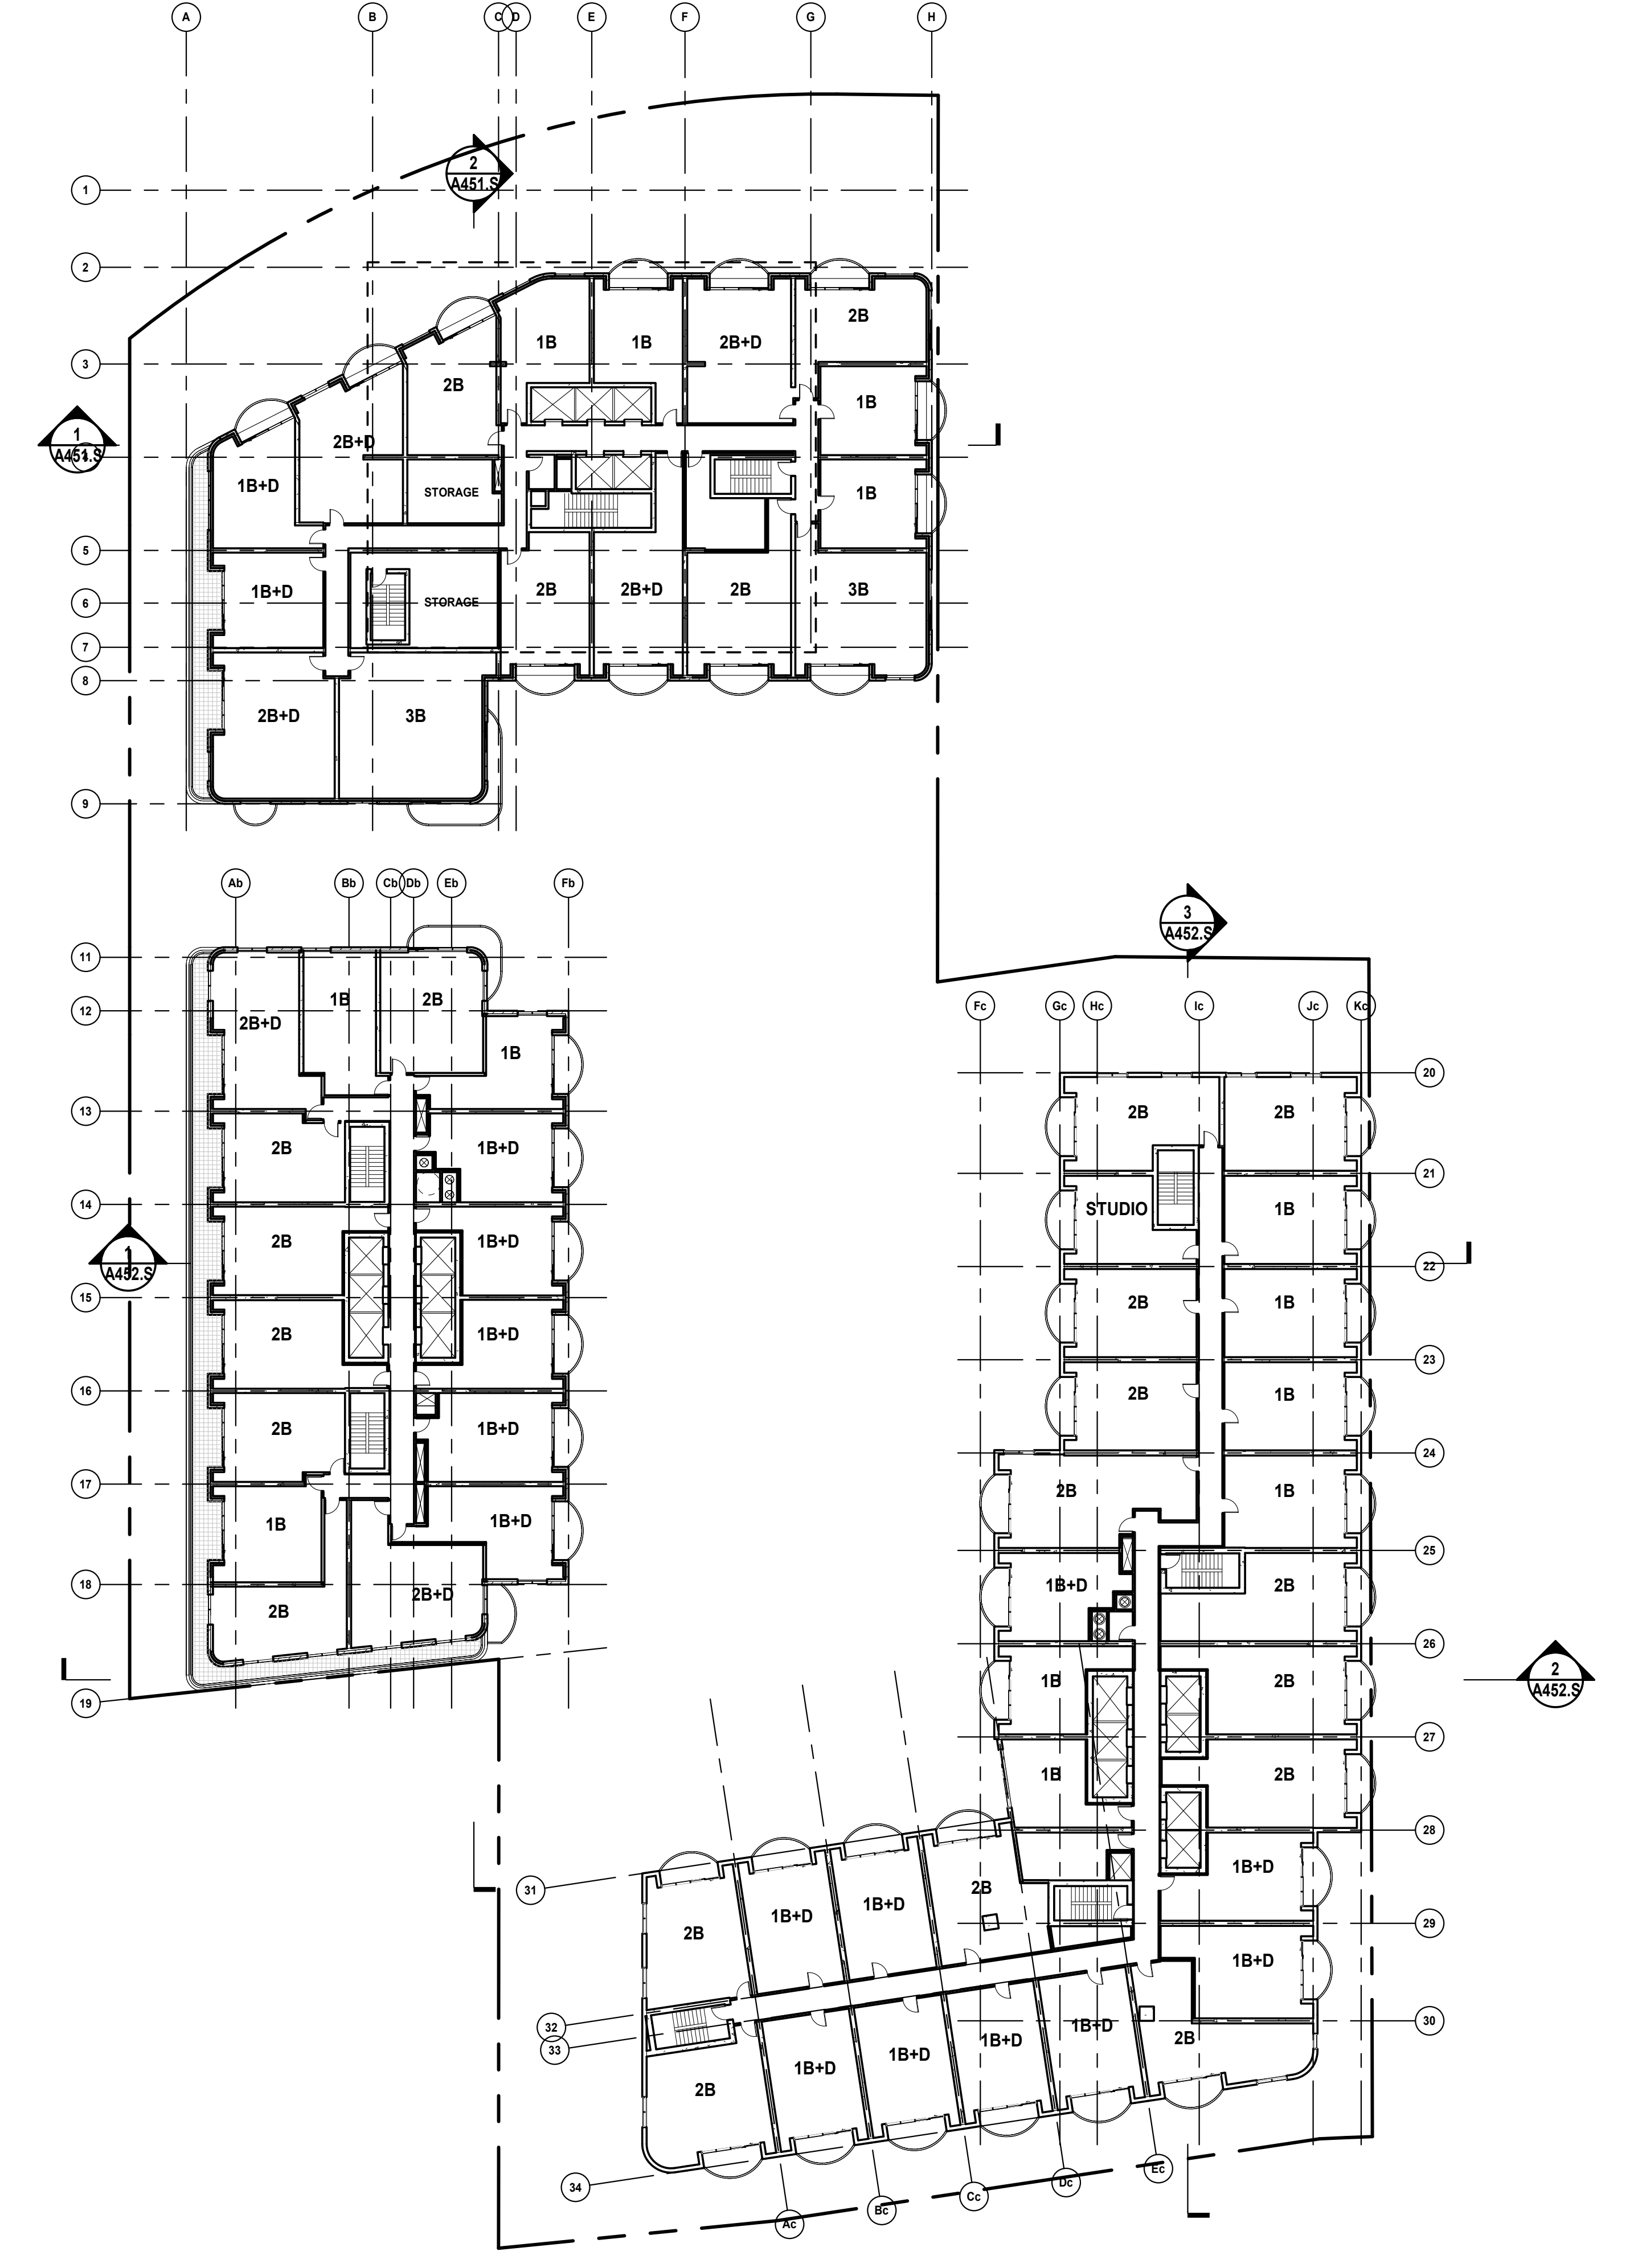 A
B
C
D
E
F
G
H
2
A451.S
1
2
2B
1B
1B
2B+D
3
2B
1B
1
A451.S
2B+D
1B+D
STORAGE
1B
5
1B+D
2B
2B+D
2B
3B
6
STORAGE
7
8
2B+D
3B
9
Ab
Bb
Cb
Db
Eb
Fb
3
A452.S
11
1B
2B
12
2B+D
1B
Fc
Gc
Hc
Ic
Jc
Kc
20
13
2B
2B
2B
1B+D
21
14
STUDIO
1B
2B
1B+D
1
A452.S
22
15
2B
1B
2B
1B+D
23
16
2B
1B
2B
1B+D
24
17
2B
1B
1B
1B+D
25
18
1B+D
2B
2B+D
2B
26
19
1B
2B
2
A452.S
27
1B
2B
28
1B+D
31
2B
1B+D
1B+D
2B
29
1B+D
32
33
30
1B+D
1B+D
2B
1B+D
1B+D
2B
34
Ac
Bc
Cc
Dc
Ec